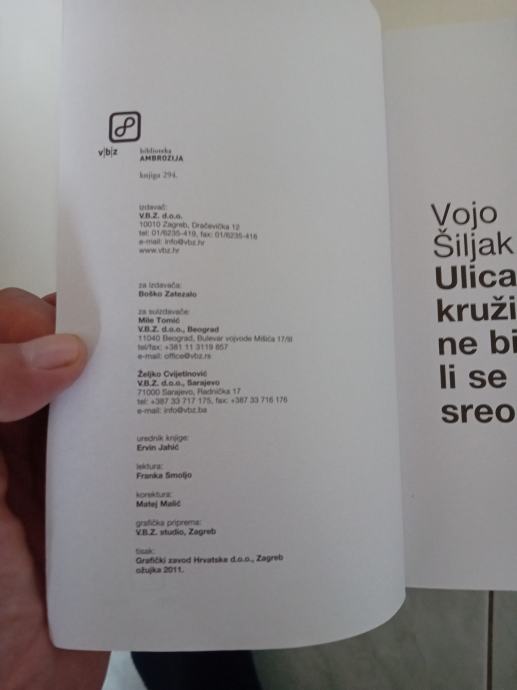 v|b|z
biblioteka
AMBROZIJA
knjiga 294.
izdavač:
V.B.Z. d.o.o.
10010 Zagreb, Dračevička 12
tel: 01/6235-419, fax: 01/6235-418
e-mail: info@vbz.hr
www.vbz.hr
za izdavača:
Boško Zatezalo
za suizdavače:
Mile Tomić
V.B.Z. d.o.o., Beograd
11040 Beograd, Bulevar vojvode Mišića 17/III
tel/fax: +381 11 3119 857
e-mail: office@vbz.rs
Željko Cvijetinović
V.B.Z. d.o.o., Sarajevo
71000 Sarajevo, Radnička 17
tel: +387 33 717 175, fax: +387 33 716 176
e-mail: info@vbz.ba
urednik knjige:
Ervin Jahić
lektura:
Franka Smoljo
korektura:
Matej Malić
grafička priprema:
V.B.Z. studio, Zagreb
tisak:
Grafički zavod Hrvatske d.o.o., Zagreb
ožujka 2011.
Vojo
Šiljak
Ulica
kruži
ne bi
li se
sreo